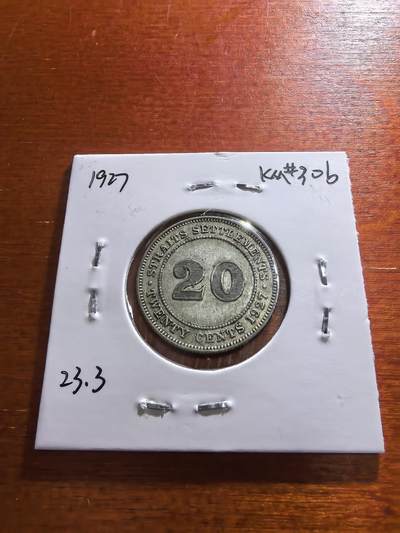 1927
KM#30b
STRAITS SETTLEMENTS
20
TWENTY CENTS 1927
23.3